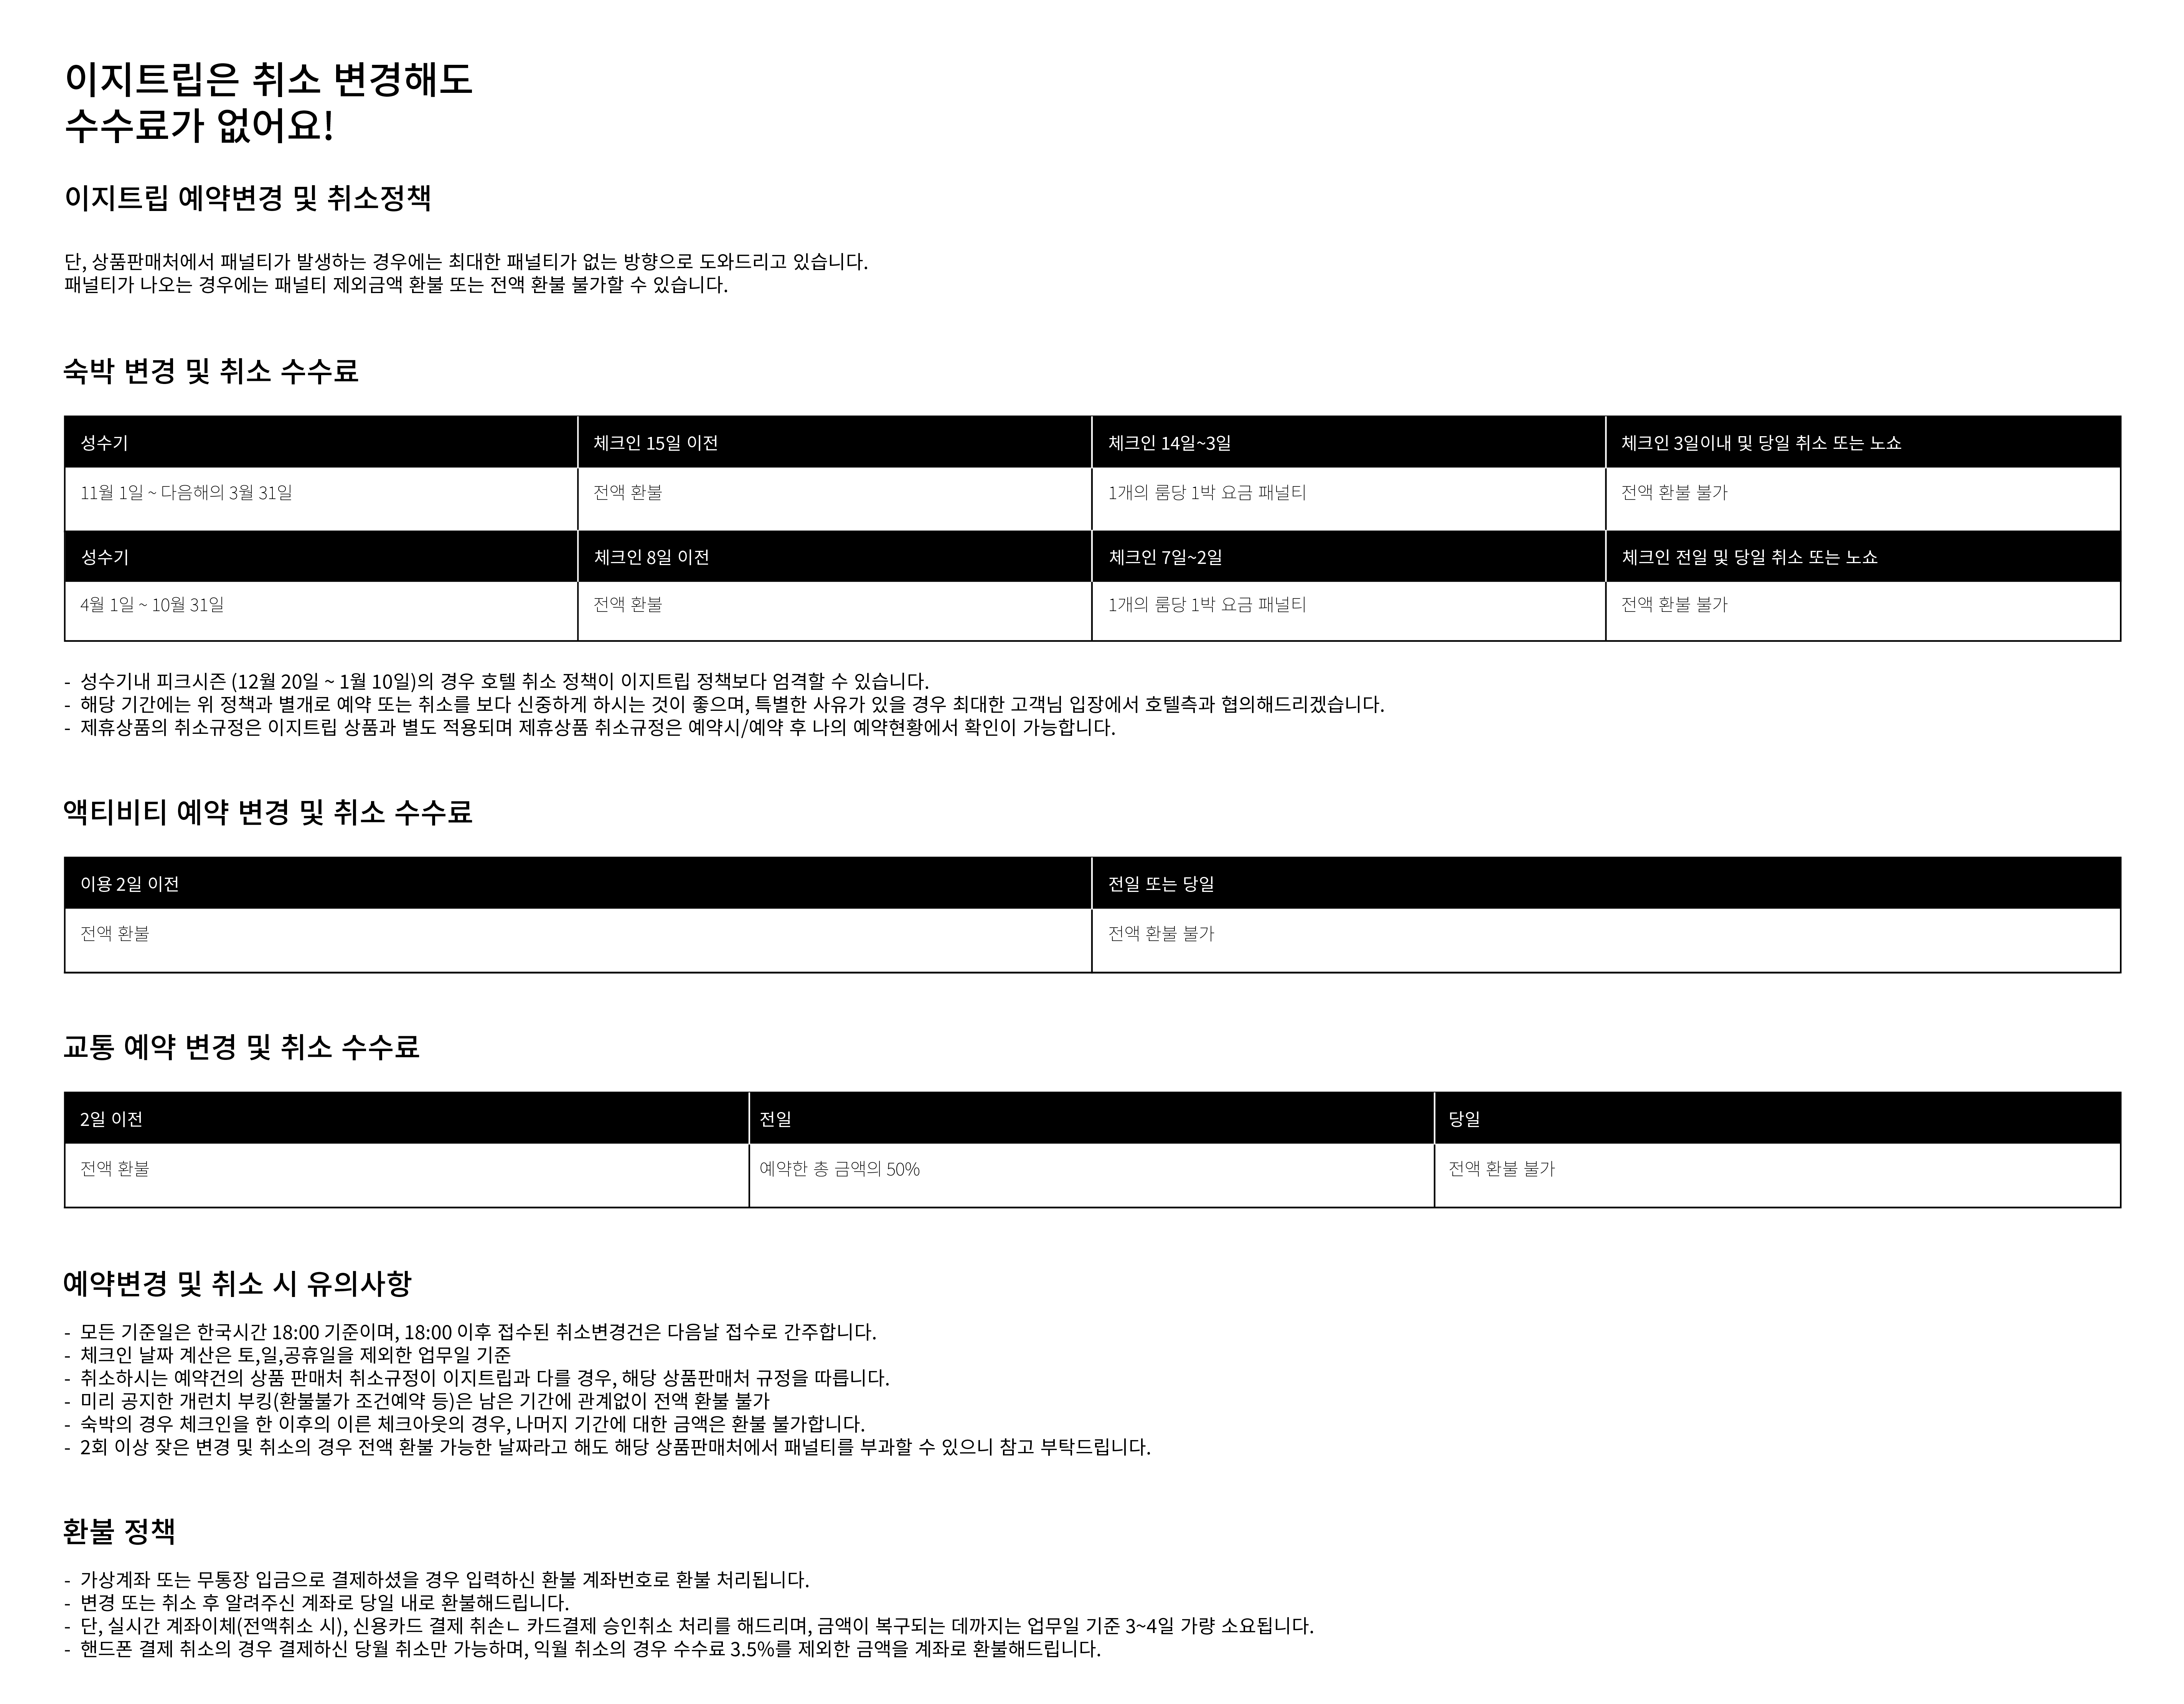 이지트립은 취소 변경해도
수수료가 없어요!
이지트립 예약변경 및 취소정책
단, 상품판매처에서 패널티가 발생하는 경우에는 최대한 패널티가 없는 방향으로 도와드리고 있습니다.
패널티가 나오는 경우에는 패널티 제외금액 환불 또는 전액 환불 불가할 수 있습니다.
숙박 변경 및 취소 수수료
성수기 체크인 15일 이전 체크인 14일~3일 체크인 3일이내 및 당일 취소 또는 노쇼
11월 1일 ~ 다음해의 3월 31일 전액 환불 1개의 룸당 1박 요금 패널티 전액 환불 불가
성수기 체크인 8일 이전 체크인 7일~2일 체크인 전일 및 당일 취소 또는 노쇼
4월 1일 ~ 10월 31일 전액 환불 1개의 룸당 1박 요금 패널티 전액 환불 불가
- 성수기내 피크시즌 (12월 20일 ~ 1월 10일)의 경우 호텔 취소 정책이 이지트립 정책보다 엄격할 수 있습니다.
- 해당 기간에는 위 정책과 별개로 예약 또는 취소를 보다 신중하게 하시는 것이 좋으며, 특별한 사유가 있을 경우 최대한 고객님 입장에서 호텔측과 협의해드리겠습니다.
- 제휴상품의 취소규정은 이지트립 상품과 별도 적용되며 제휴상품 취소규정은 예약시/예약 후 나의 예약현황에서 확인이 가능합니다.
액티비티 예약 변경 및 취소 수수료
이용 2일 이전 전일 또는 당일
전액 환불 전액 환불 불가
교통 예약 변경 및 취소 수수료
2일 이전 전일 당일
전액 환불 예약한 총 금액의 50% 전액 환불 불가
예약변경 및 취소 시 유의사항
- 모든 기준일은 한국시간 18:00 기준이며, 18:00 이후 접수된 취소변경건은 다음날 접수로 간주합니다.
- 체크인 날짜 계산은 토,일,공휴일을 제외한 업무일 기준
- 취소하시는 예약건의 상품 판매처 취소규정이 이지트립과 다를 경우, 해당 상품판매처 규정을 따릅니다.
- 미리 공지한 개런치 부킹(환불불가 조건예약 등)은 남은 기간에 관계없이 전액 환불 불가
- 숙박의 경우 체크인을 한 이후의 이른 체크아웃의 경우, 나머지 기간에 대한 금액은 환불 불가합니다.
- 2회 이상 잦은 변경 및 취소의 경우 전액 환불 가능한 날짜라고 해도 해당 상품판매처에서 패널티를 부과할 수 있으니 참고 부탁드립니다.
환불 정책
- 가상계좌 또는 무통장 입금으로 결제하셨을 경우 입력하신 환불 계좌번호로 환불 처리됩니다.
- 변경 또는 취소 후 알려주신 계좌로 당일 내로 환불해드립니다.
- 단, 실시간 계좌이체(전액취소 시), 신용카드 결제 취손ㄴ 카드결제 승인취소 처리를 해드리며, 금액이 복구되는 데까지는 업무일 기준 3~4일 가량 소요됩니다.
- 핸드폰 결제 취소의 경우 결제하신 당월 취소만 가능하며, 익월 취소의 경우 수수료 3.5%를 제외한 금액을 계좌로 환불해드립니다.